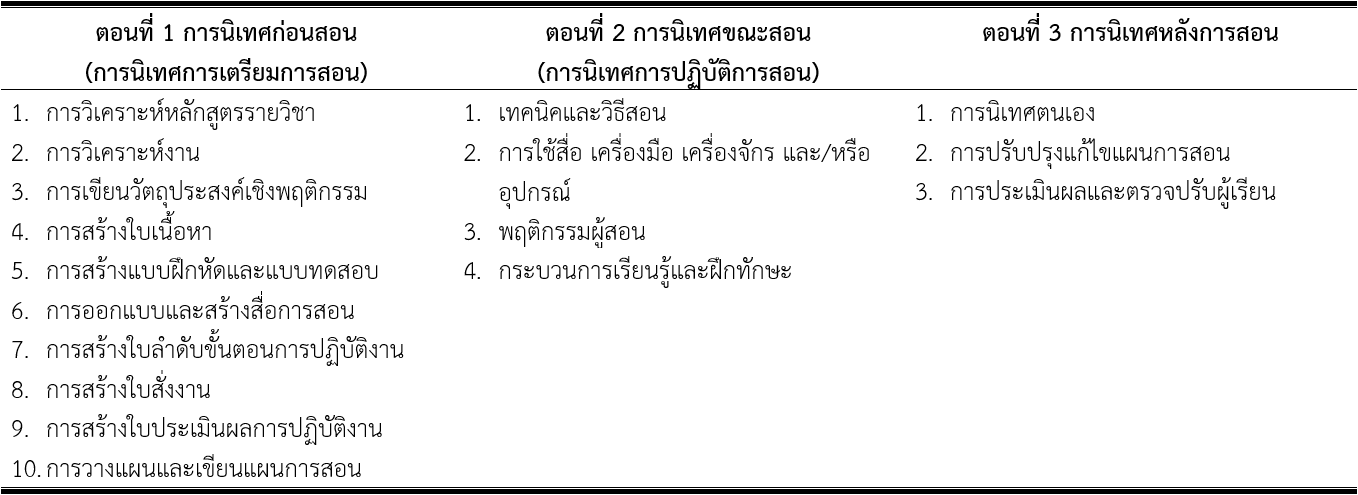 ตอนที่ 1 การนิเทศก่อนสอน
(การนิเทศการเตรียมการสอน)
1. การวิเคราะห์หลักสูตรรายวิชา
2. การวิเคราะห์งาน
3. การเขียนวัตถุประสงค์เชิงพฤติกรรม
4. การสร้างใบเนื้อหา
5. การสร้างแบบฝึกหัดและแบบทดสอบ
6. การออกแบบและสร้างสื่อการสอน
7. การสร้างใบลำดับขั้นตอนการปฏิบัติงาน
8. การสร้างใบสั่งงาน
9. การสร้างใบประเมินผลการปฏิบัติงาน
10. การวางแผนและเขียนแผนการสอน
ตอนที่ 2 การนิเทศขณะสอน
(การนิเทศการปฏิบัติการสอน)
1. เทคนิคและวิธีสอน
2. การใช้สื่อ เครื่องมือ เครื่องจักร และ/หรือ
อุปกรณ์
3. พฤติกรรมผู้สอน
4. กระบวนการเรียนรู้และฝึกทักษะ
ตอนที่ 3 การนิเทศหลังการสอน
1. การนิเทศตนเอง
2. การปรับปรุงแก้ไขแผนการสอน
3. การประเมินผลและตรวจปรับผู้เรียน